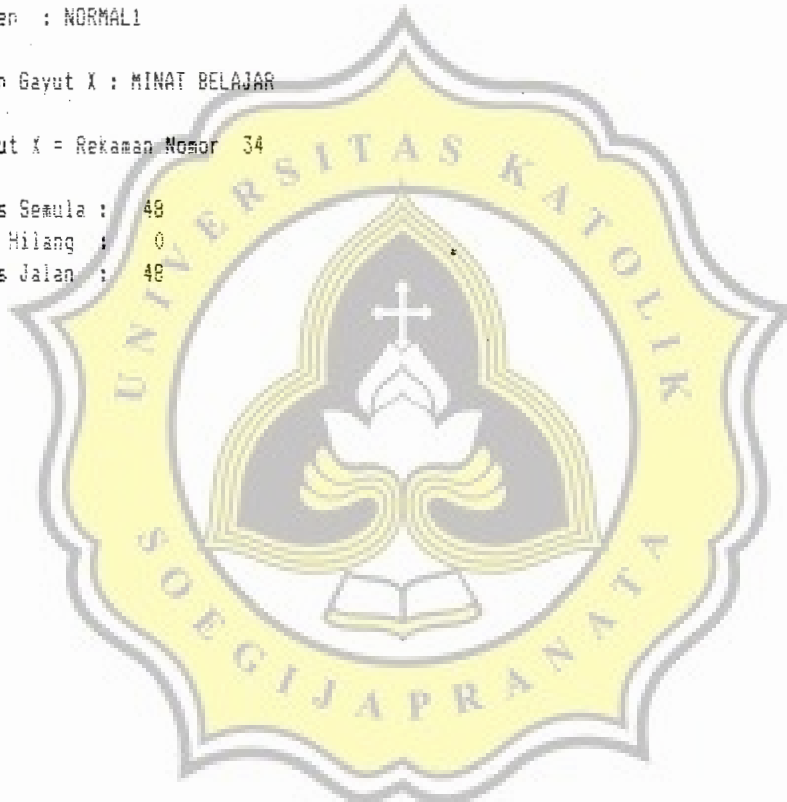 en : NORMAL1
n Gayut X : MINAT BELAJAR
ut X = Rekaman Nomor 34
s Semula : 48
Hilang : 0
s Jalan : 48
UNIVERSITAS KATOLIK
SOEGIJAPRANATA